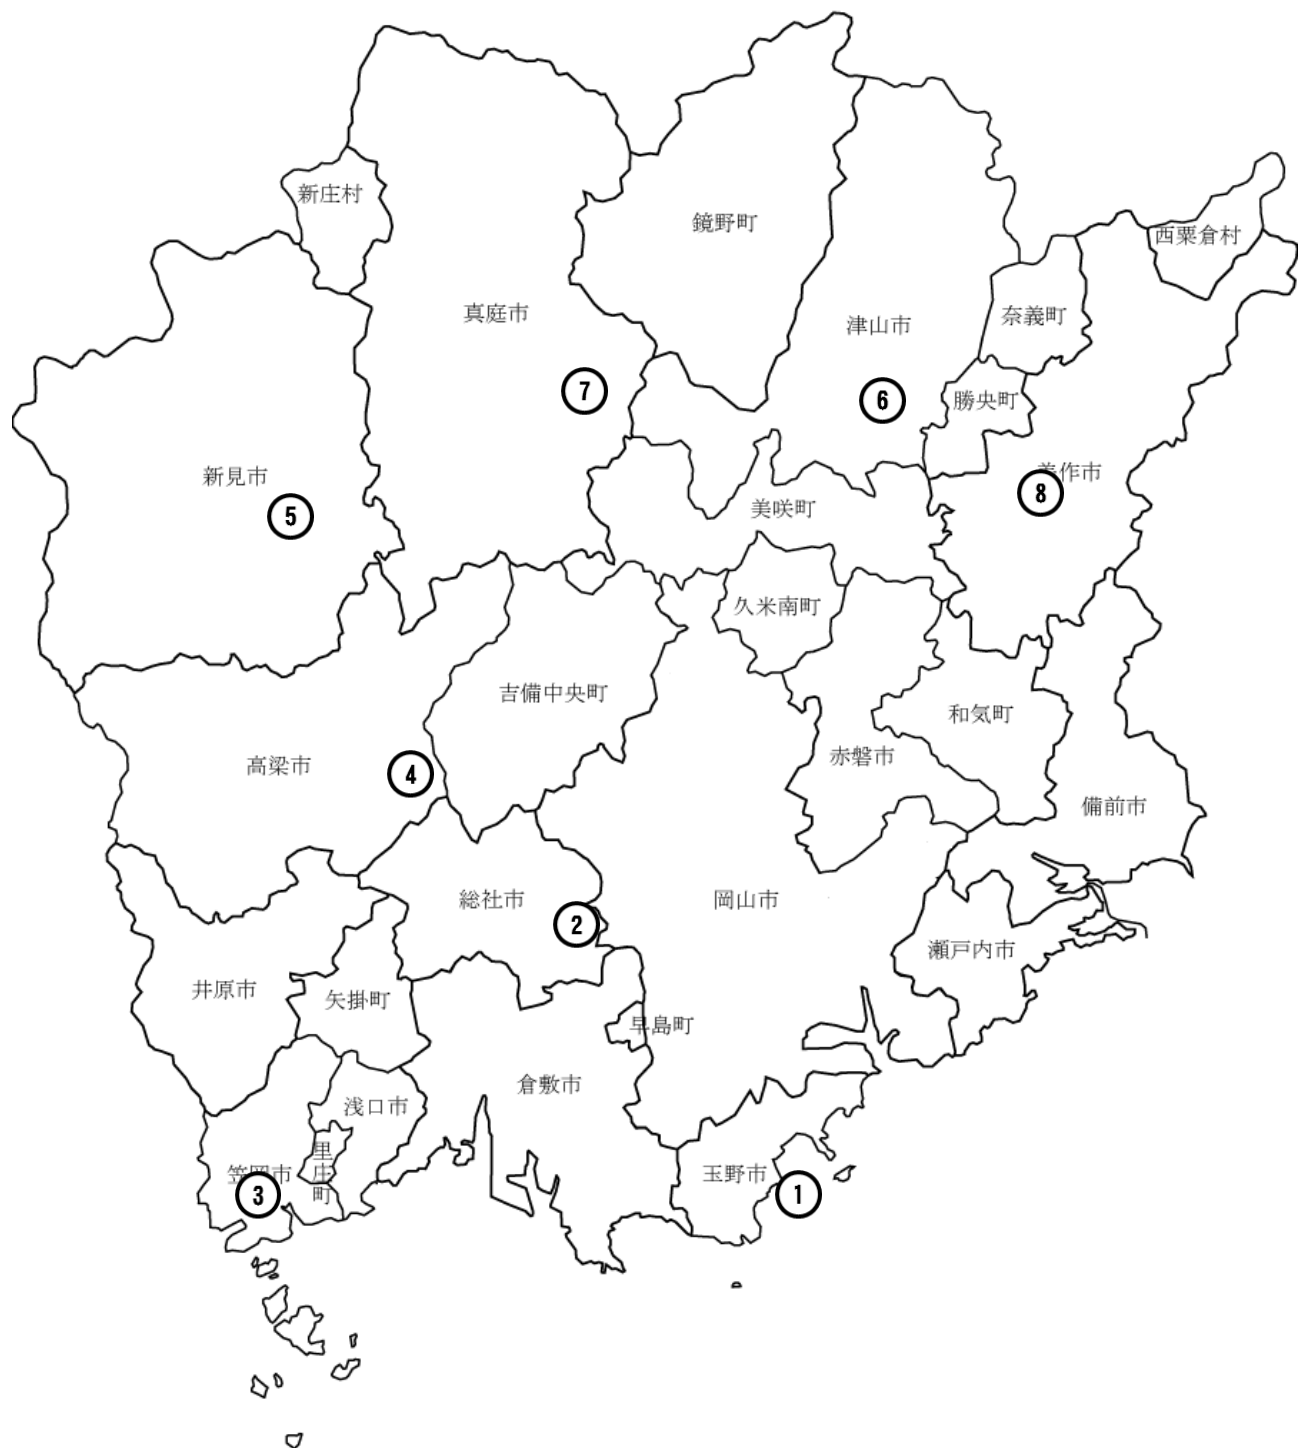 新庄村
鏡野町
西粟倉村
真庭市
津山市
奈義町
⑦
⑥
勝央町
新見市
美作市
⑧
⑤
美咲町
久米南町
吉備中央町
和気町
高梁市
④
赤磐市
備前市
総社市
②
岡山市
瀬戸内市
井原市
矢掛町
早島町
倉敷市
浅口市
里庄町
笠岡市
③
玉野市
①